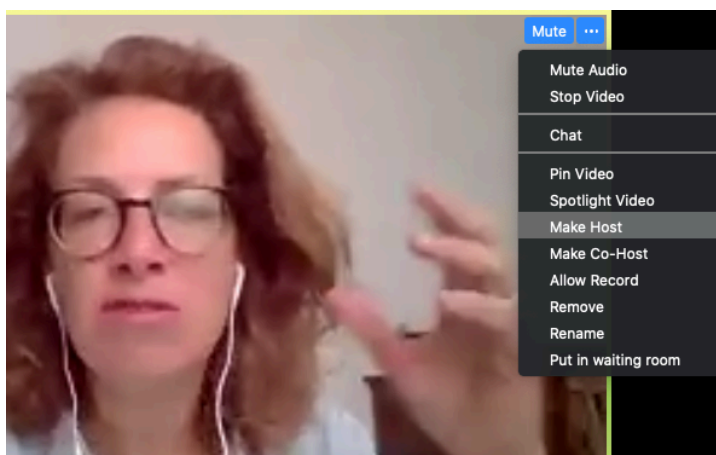 Mute ...
Mute Audio
Stop Video
Chat
Pin Video
Spotlight Video
Make Host
Make Co-Host
Allow Record
Remove
Rename
Put in waiting room